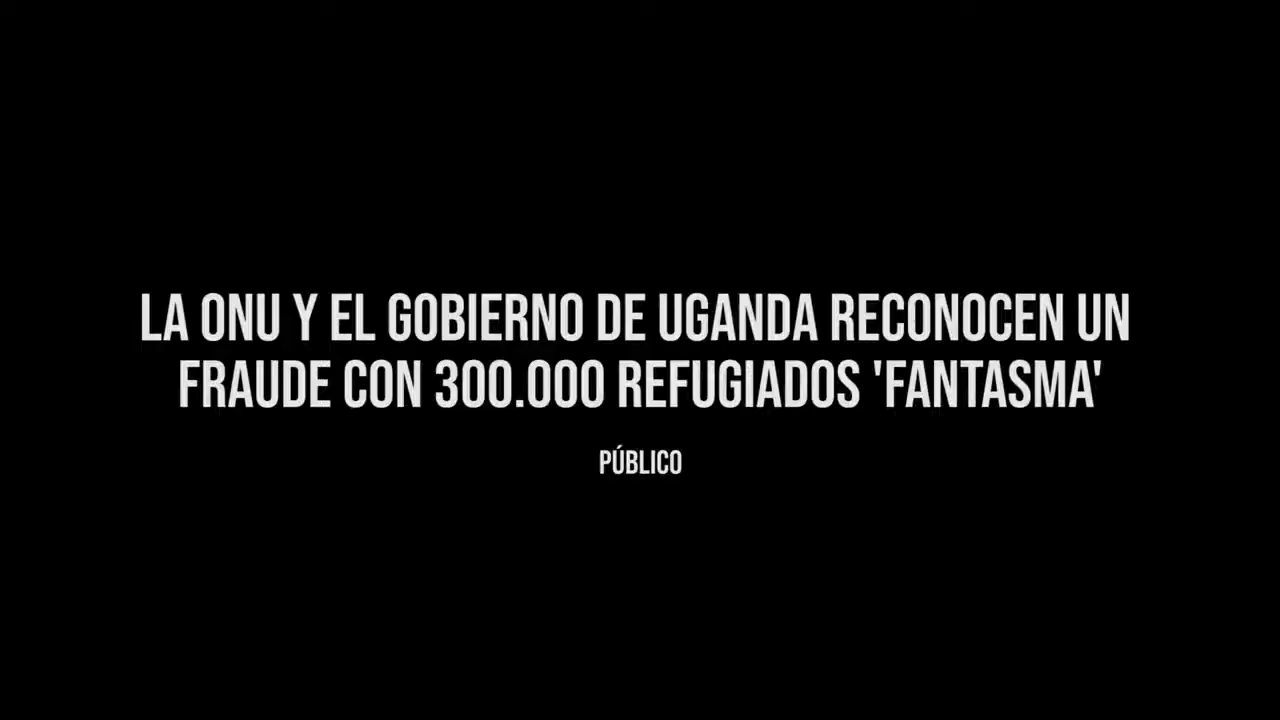 LA ONU Y EL GOBIERNO DE UGANDA RECONOCEN UN
FRAUDE CON 300.000 REFUGIADOS 'FANTASMA'
PÚBLICO